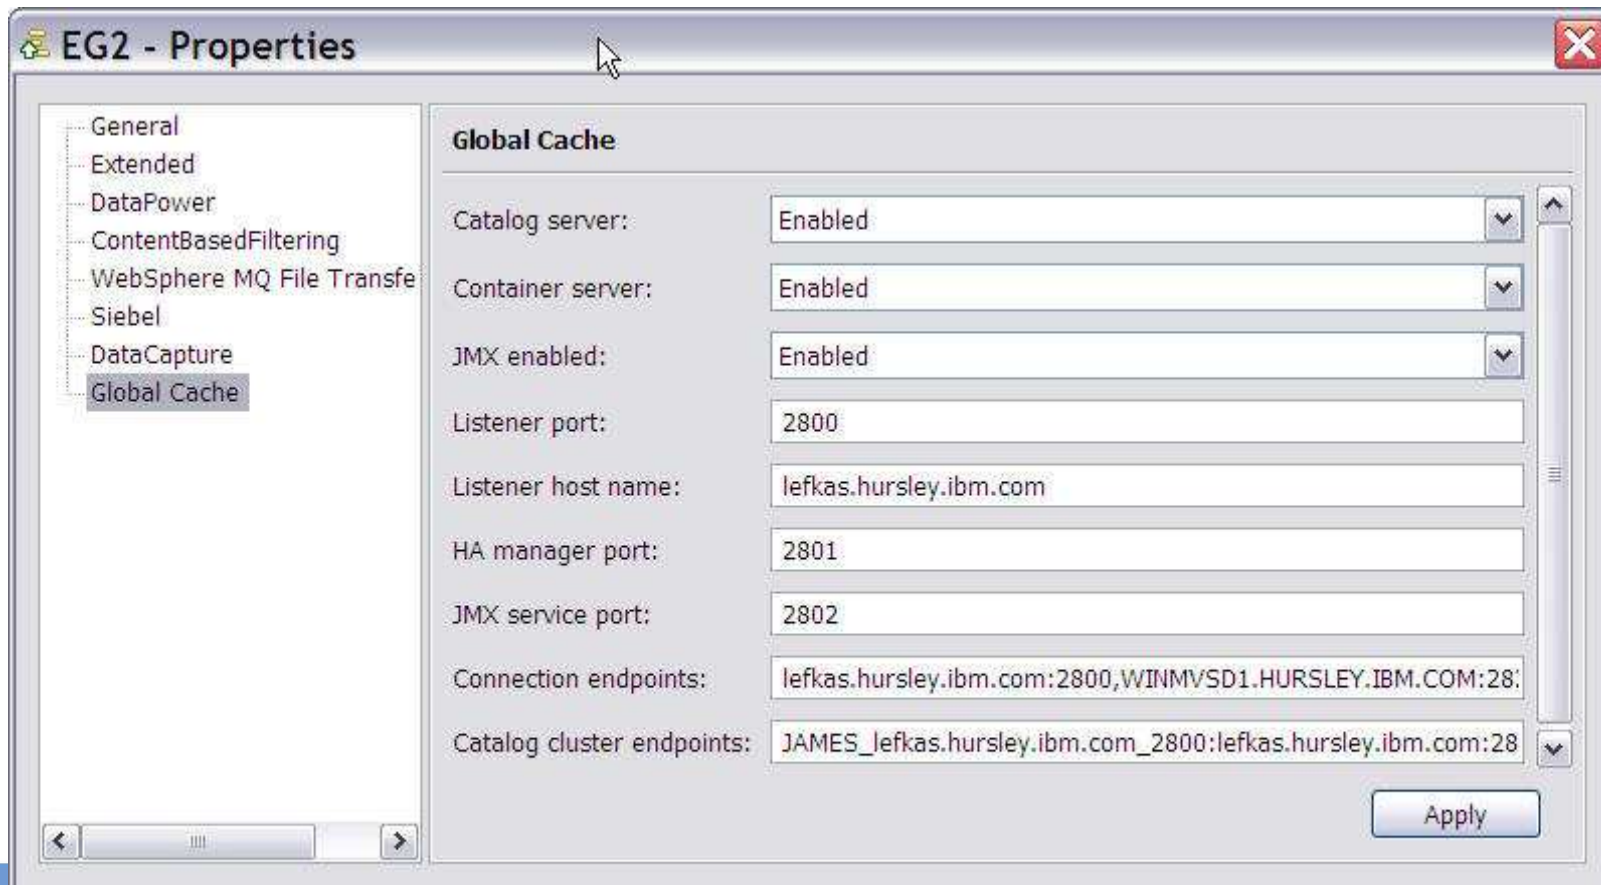 EG2 - Properties
General
Extended
DataPower
ContentBasedFiltering
WebSphere MQ File Transfe
Siebel
DataCapture
Global Cache
Global Cache
Catalog server: Enabled
Container server: Enabled
JMX enabled: Enabled
Listener port: 2800
Listener host name: lefkas.hursley.ibm.com
HA manager port: 2801
JMX service port: 2802
Connection endpoints: lefkas.hursley.ibm.com:2800,WINMVSD1.HURSLEY.IBM.COM:28
Catalog cluster endpoints: JAMES_lefkas.hursley.ibm.com_2800:lefkas.hursley.ibm.com:28
Apply